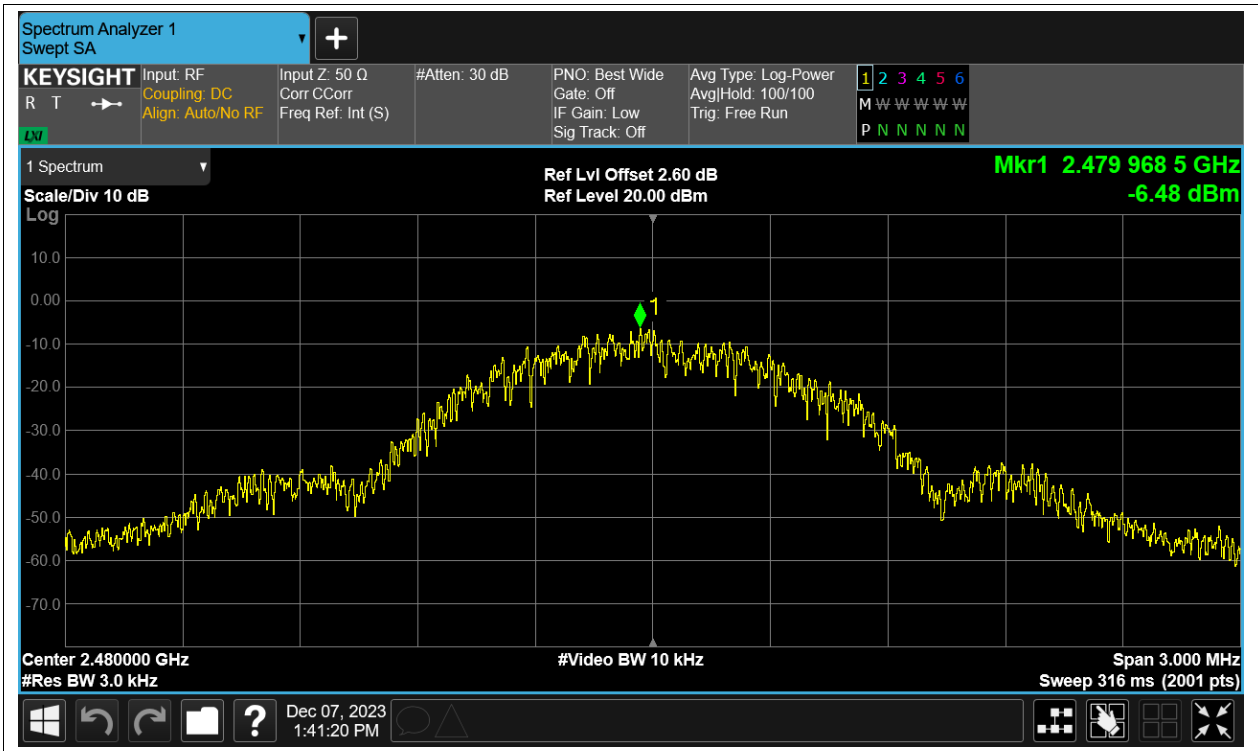 Spectrum Analyzer 1
Swept SA
KEYSIGHT
R T
LXI
Input: RF
Coupling: DC
Align: Auto/No RF
Input Z: 50 Ω
Corr CCorr
Freq Ref: Int (S)
#Atten: 30 dB
PNO: Best Wide
Gate: Off
IF Gain: Low
Sig Track: Off
Avg Type: Log-Power
Avg|Hold: 100/100
Trig: Free Run
1 2 3 4 5 6
M W W W W W
P N N N N N
1 Spectrum
Scale/Div 10 dB
Ref Lvl Offset 2.60 dB
Ref Level 20.00 dBm
Mkr1 2.479 968 5 GHz
-6.48 dBm
Log
10.0
0.00
-10.0
-20.0
-30.0
-40.0
-50.0
-60.0
-70.0
1
Center 2.480000 GHz
#Res BW 3.0 kHz
#Video BW 10 kHz
Span 3.000 MHz
Sweep 316 ms (2001 pts)
?
Dec 07, 2023
1:41:20 PM